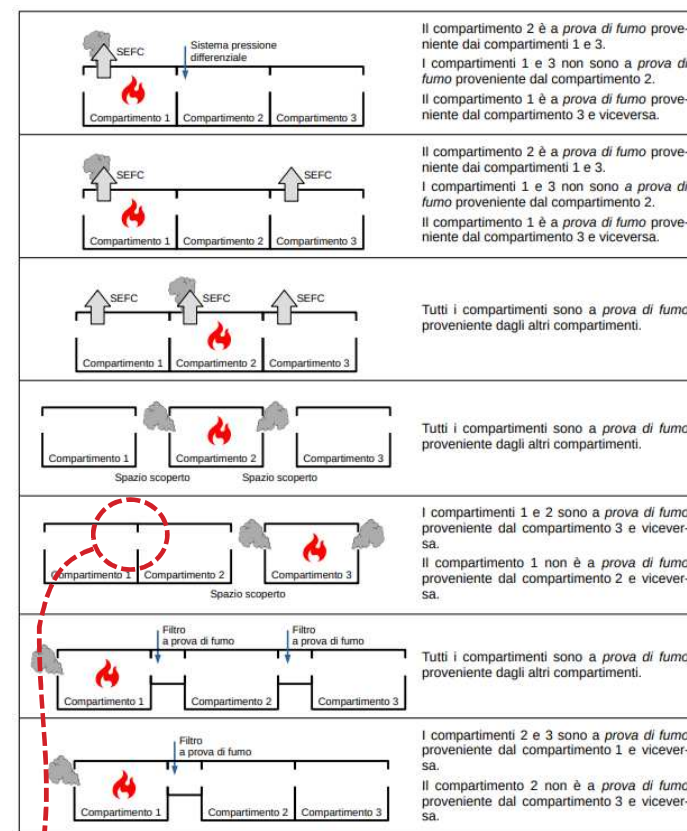 SEFC
Sistema pressione
differenziale
Compartimento 1
Compartimento 2
Compartimento 3
Il compartimento 2 è a prova di fumo prove-
niente dai compartimenti 1 e 3.
I compartimenti 1 e 3 non sono a prova di
fumo proveniente dal compartimento 2.
Il compartimento 1 è a prova di fumo prove-
niente dal compartimento 3 e viceversa.
SEFC
SEFC
Compartimento 1
Compartimento 2
Compartimento 3
Il compartimento 2 è a prova di fumo prove-
niente dai compartimenti 1 e 3.
I compartimenti 1 e 3 non sono a prova di
fumo proveniente dal compartimento 2.
Il compartimento 1 è a prova di fumo prove-
niente dal compartimento 3 e viceversa.
SEFC
SEFC
SEFC
Compartimento 1
Compartimento 2
Compartimento 3
Tutti i compartimenti sono a prova di fumo
proveniente dagli altri compartimenti.
Compartimento 1
Compartimento 2
Compartimento 3
Spazio scoperto
Spazio scoperto
Tutti i compartimenti sono a prova di fumo
proveniente dagli altri compartimenti.
Compartimento 1
Compartimento 2
Compartimento 3
Spazio scoperto
I compartimenti 1 e 2 sono a prova di fumo
proveniente dal compartimento 3 e vicever-
sa.
Il compartimento 1 non è a prova di fumo
proveniente dal compartimento 2 e vicever-
sa.
Filtro
a prova di fumo
Filtro
a prova di fumo
Compartimento 1
Compartimento 2
Compartimento 3
Tutti i compartimenti sono a prova di fumo
proveniente dagli altri compartimenti.
Filtro
a prova di fumo
Compartimento 1
Compartimento 2
Compartimento 3
I compartimenti 2 e 3 sono a prova di fumo
proveniente dal compartimento 1 e vicever-
sa.
Il compartimento 2 non è a prova di fumo
proveniente dal compartimento 3 e vicever-
sa.